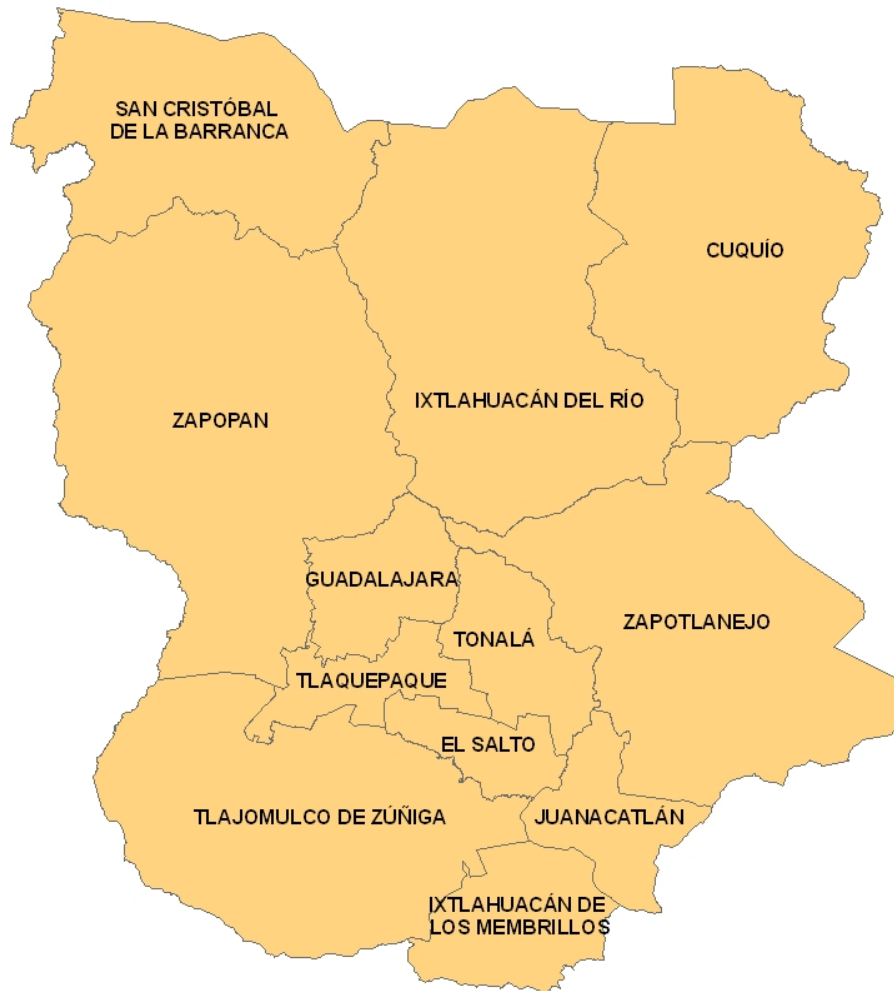 SAN CRISTÓBAL
DE LA BARRANCA
CUQUÍO
IXTLAHUACÁN DEL RÍO
ZAPOPAN
GUADALAJARA
ZAPOTLANEJO
TONALÁ
TLAQUEPAQUE
EL SALTO
TLAJOMULCO DE ZÚÑIGA
JUANACATLÁN
IXTLAHUACÁN DE
LOS MEMBRILLOS